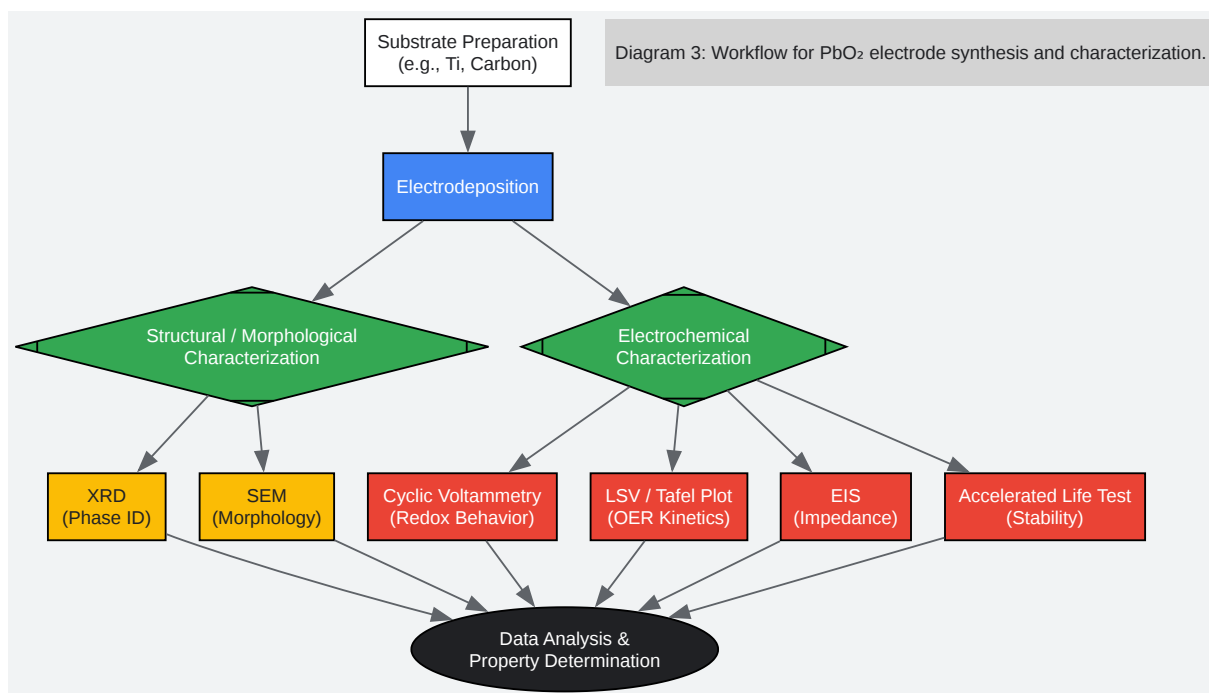 Substrate Preparation
(e.g., Ti, Carbon)
Diagram 3: Workflow for PbO₂ electrode synthesis and characterization.
Electrodeposition
Structural / Morphological
Characterization
Electrochemical
Characterization
XRD
(Phase ID)
SEM
(Morphology)
Cyclic Voltammetry
(Redox Behavior)
LSV / Tafel Plot
(OER Kinetics)
EIS
(Impedance)
Accelerated Life Test
(Stability)
Data Analysis &
Property Determination